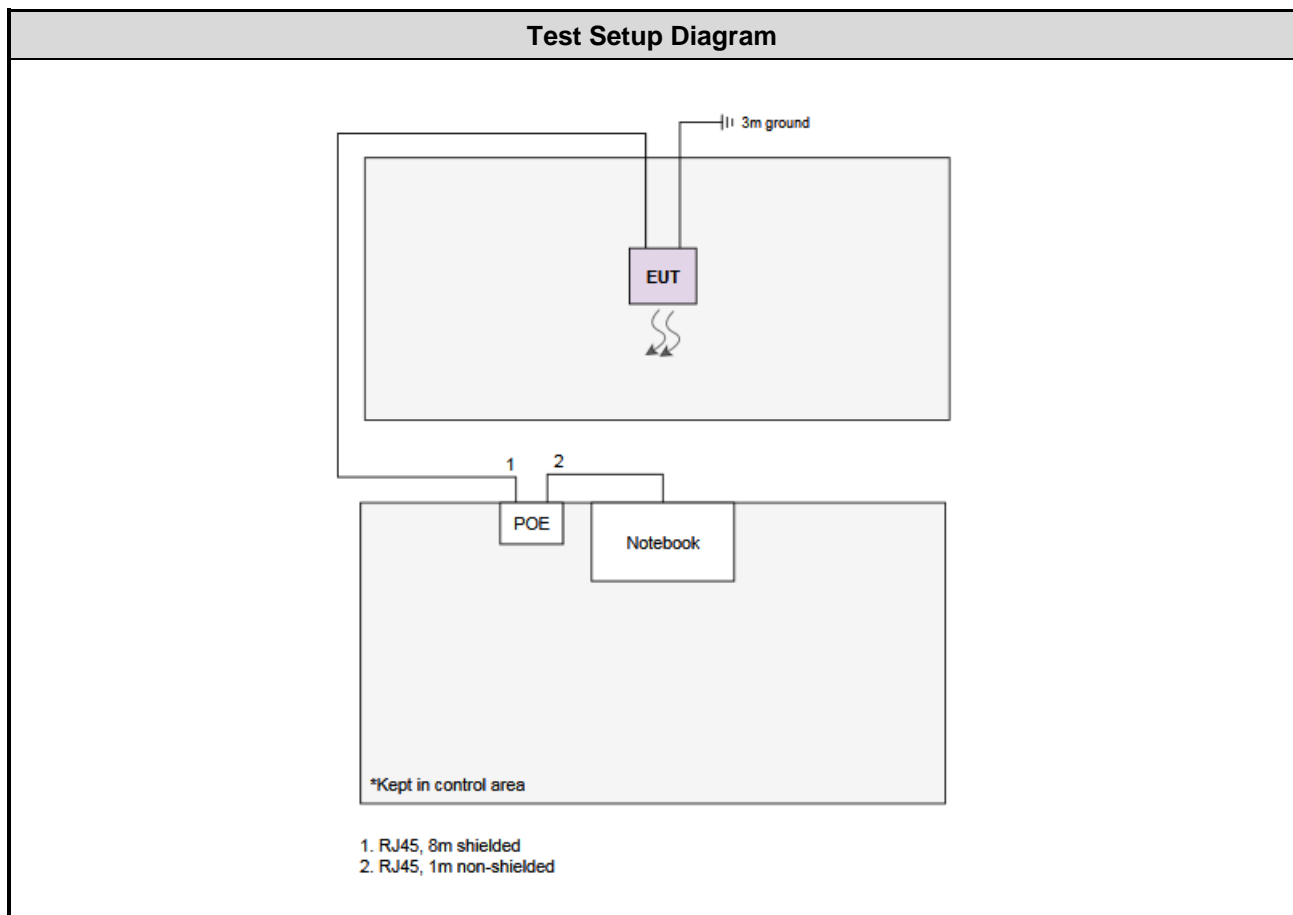 Test Setup Diagram
3m ground
EUT
1
2
POE
Notebook
*Kept in control area
1. RJ45, 8m shielded
2. RJ45, 1m non-shielded